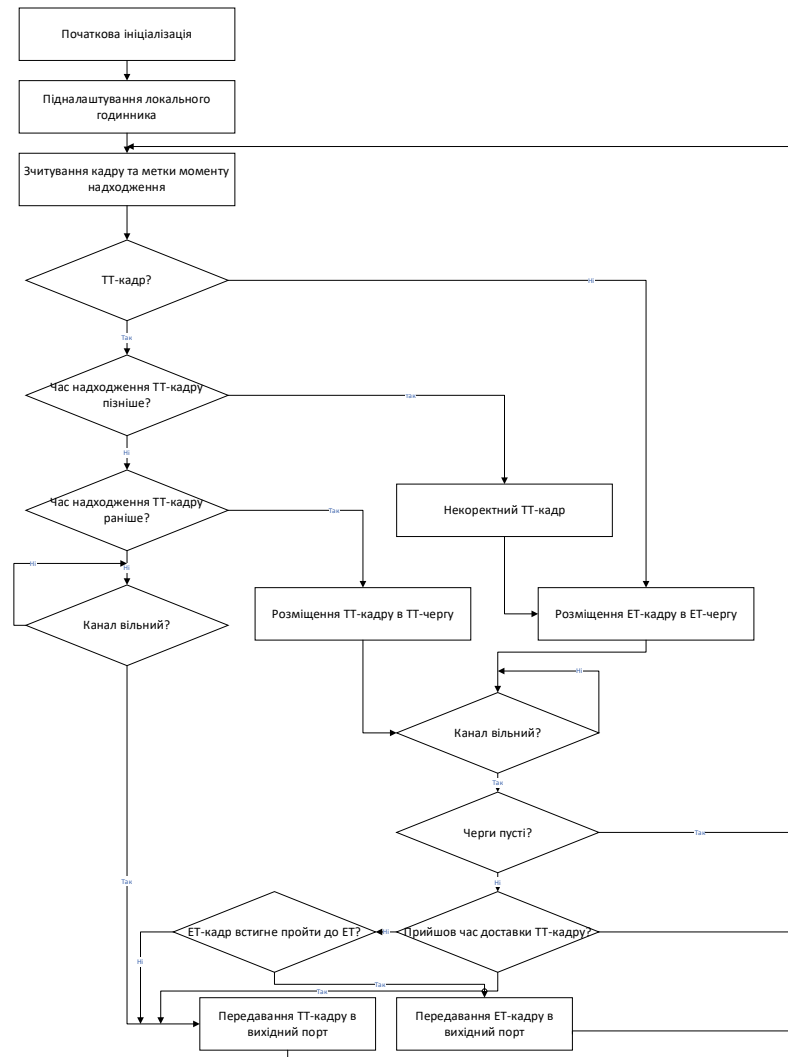 Початкова ініціалізація
Підналаштування локального
годинника
Зчитування кадру та метки моменту
надходження
ТТ-кадр?
Ні
Так
Час надходження ТТ-кадру
пізніше?
так
Ні
Час надходження ТТ-кадру
раніше?
Так
Некоректний ТТ-кадр
Ні
Ні
Канал вільний?
Розміщення ТТ-кадру в ТТ-чергу
Розміщення ЕТ-кадру в ЕТ-чергу
Ні
Канал вільний?
Так
Черги пусті?
Так
Так
Ні
ЕТ-кадр встигне пройти до ЕТ?
Ні
Прийшов час доставки ТТ-кадру?
Ні
Так
Так
Передавання ТТ-кадру в
вихідний порт
Передавання ЕТ-кадру в
вихідний порт